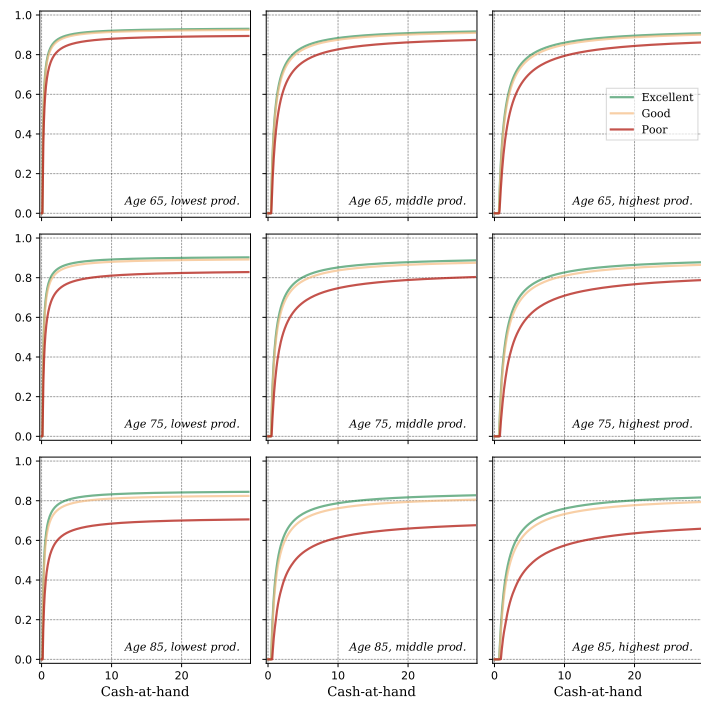 1.0
0.8
0.6
0.4
0.2
0.0
Age 65, lowest prod.
Age 65, middle prod.
Excellent
Good
Poor
Age 65, highest prod.
1.0
0.8
0.6
0.4
0.2
0.0
Age 75, lowest prod.
Age 75, middle prod.
Age 75, highest prod.
1.0
0.8
0.6
0.4
0.2
0.0
Age 85, lowest prod.
Age 85, middle prod.
Age 85, highest prod.
0 10 20
0 10 20
0 10 20
Cash-at-hand
Cash-at-hand
Cash-at-hand